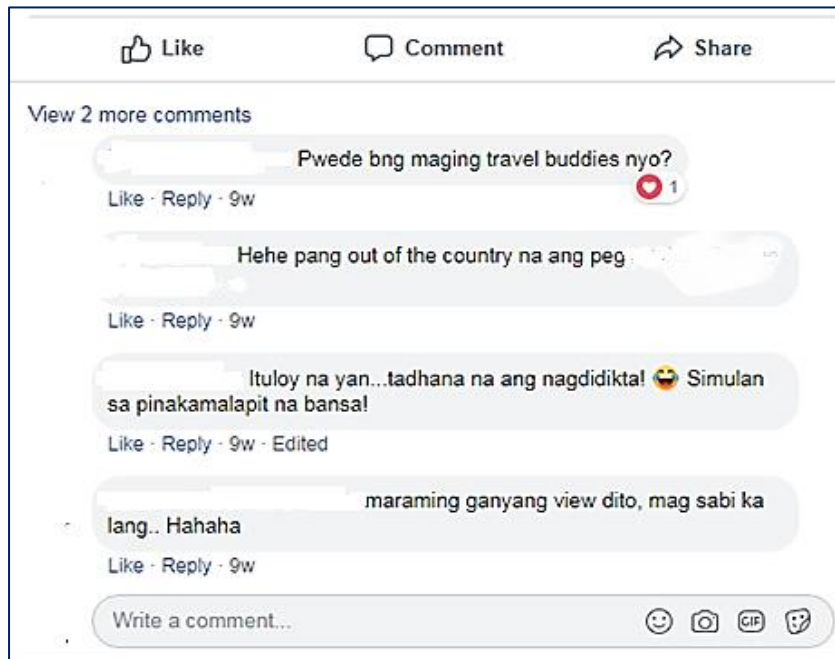 Like Comment Share
View 2 more comments
Pwede bng maging travel buddies nyo?
1
Like · Reply · 9w
Hehe pang out of the country na ang peg
Like · Reply · 9w
Ituloy na yan...tadhana na ang nagdidikta! 😂 Simulan
sa pinakamalapit na bansa!
Like · Reply · 9w · Edited
maraming ganyang view dito, mag sabi ka
lang.. Hahaha
Like · Reply · 9w
Write a comment...
GIF